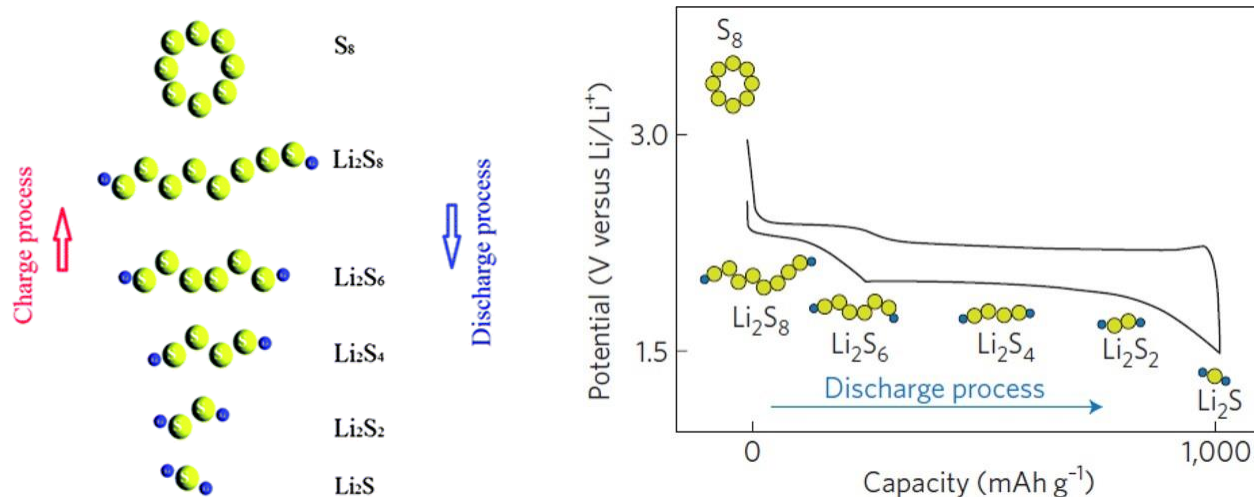 S₈
Li₂S₈
Li₂S₆
Li₂S₄
Li₂S₂
Li₂S
Charge process
Discharge process
Potential (V versus Li/Li⁺)
3.0
1.5
S₈
Li₂S₈
Li₂S₆
Li₂S₄
Li₂S₂
Li₂S
Discharge process
0
1,000
Capacity (mAh g⁻¹)